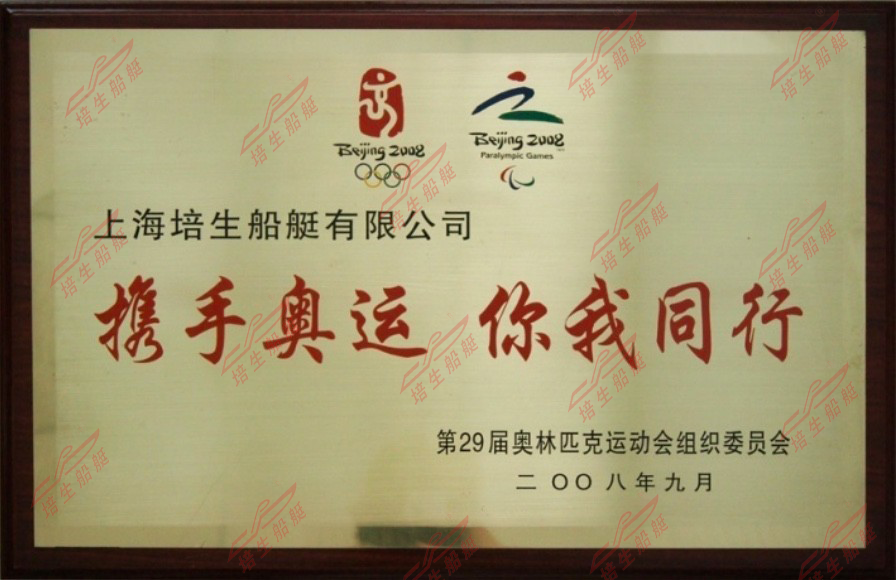 Beijing 2008
Beijing 2008
Paralympic Games
上海培生船艇有限公司
携手奥运 你我同行
第29届奥林匹克运动会组织委员会
二〇〇八年九月
培生船艇